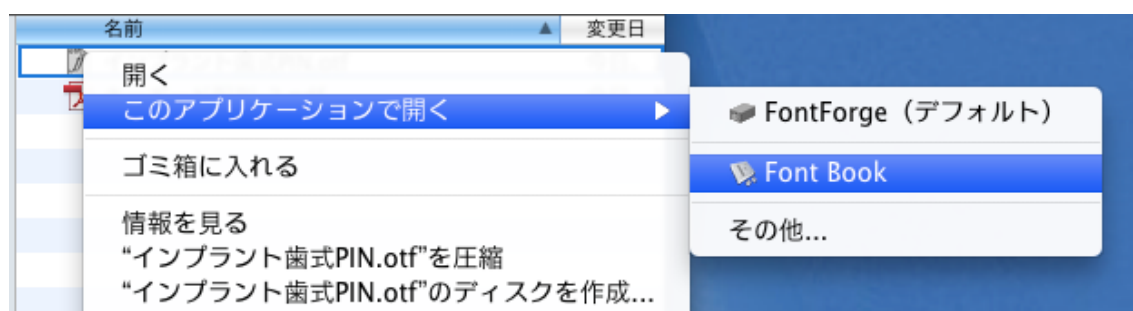 名前
変更日
開く
このアプリケーションで開く
FontForge（デフォルト）
Font Book
その他...
ゴミ箱に入れる
情報を見る
“インプラント歯式PIN.otf”を圧縮
“インプラント歯式PIN.otf”のディスクを作成...